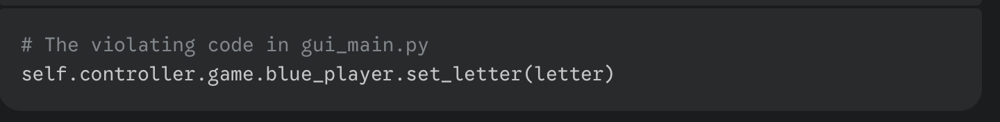 # The violating code in gui_main.py
self.controller.game.blue_player.set_letter(letter)